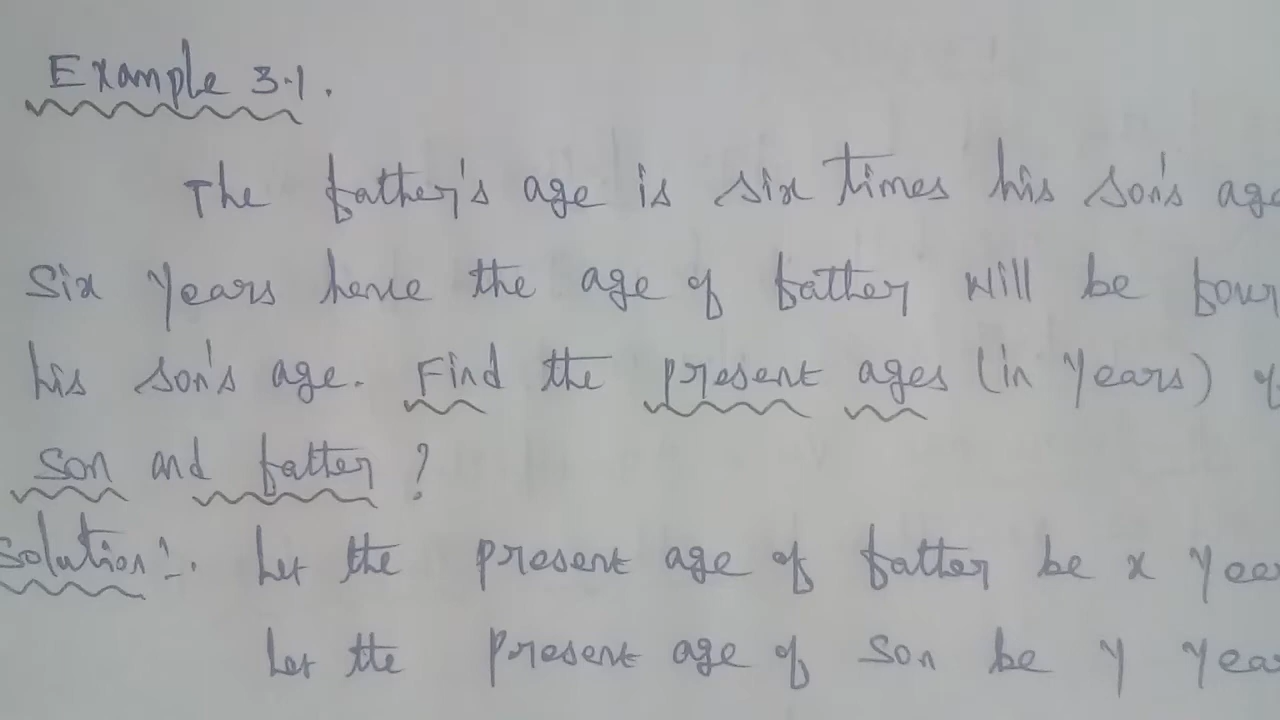 Example 3.1.
The father's age is six times his son's age
Six years hence the age of father will be four
his son's age. Find the present ages (in years) of
son and father?
Solution:- Let the present age of father be x year
Let the present age of son be y year